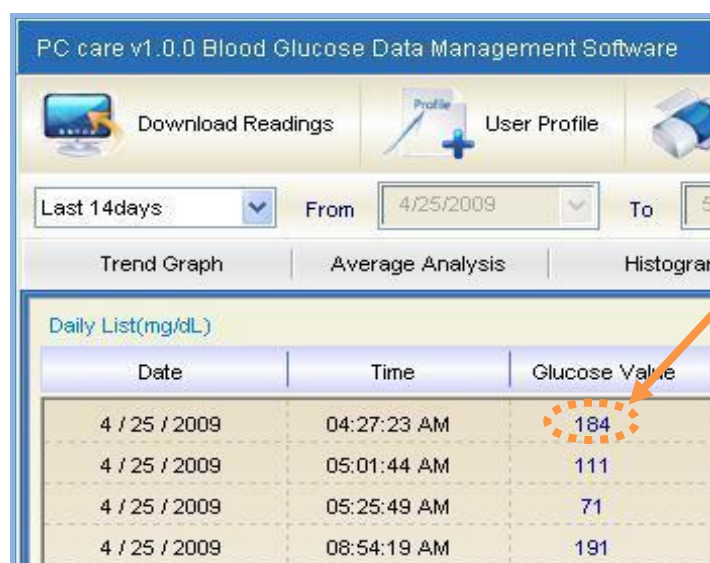 PC care v1.0.0 Blood Glucose Data Management Software
Download Readings Profile User Profile
Last 14days From 4/25/2009 To 5
Trend Graph Average Analysis Histogra
Daily List(mg/dL)
Date Time Glucose Value
4 / 25 / 2009 04:27:23 AM 184
4 / 25 / 2009 05:01:44 AM 111
4 / 25 / 2009 05:25:49 AM 71
4 / 25 / 2009 08:54:19 AM 191